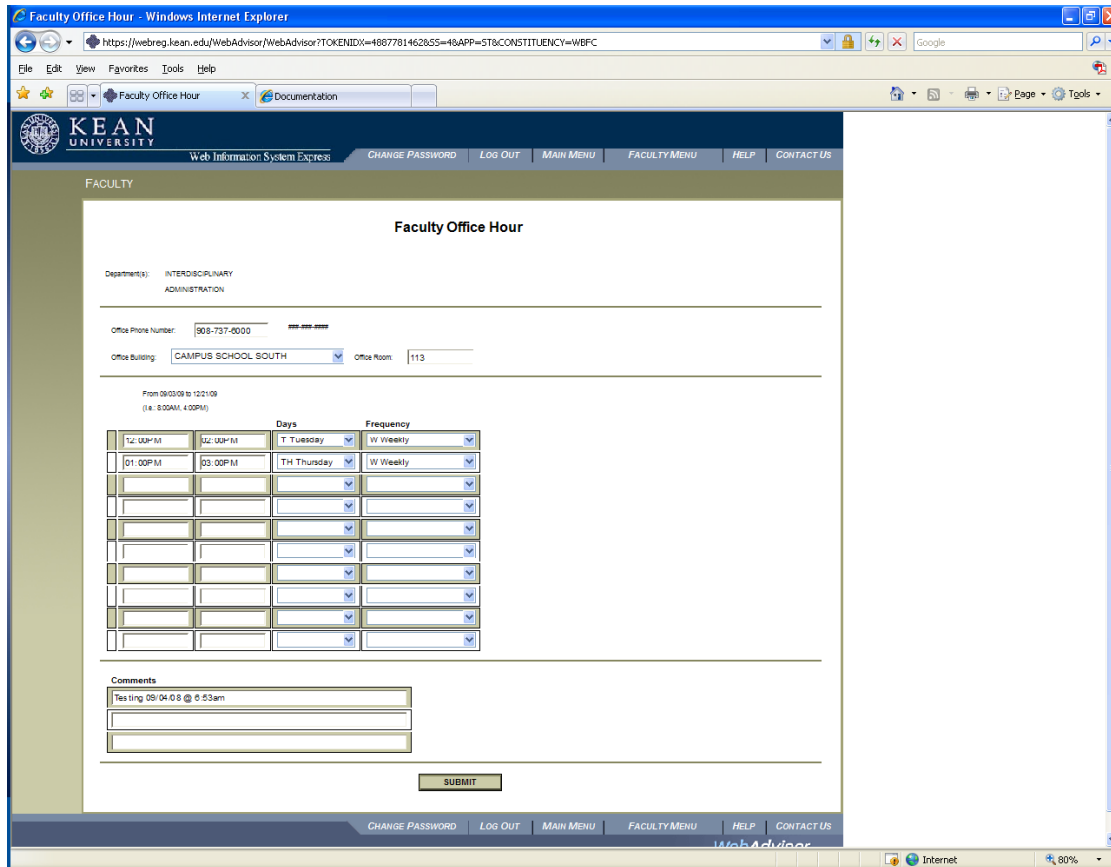 Faculty Office Hour - Windows Internet Explorer
https://webreg.kean.edu/WebAdvisor/WebAdvisor?TOKENIDX=4887781462&SS=4&APP=ST&CONSTITUENCY=WBFC
Google
File Edit View Favorites Tools Help
Faculty Office Hour X Documentation Page Tools
KEAN
UNIVERSITY
Web Information System Express CHANGE PASSWORD LOG OUT MAIN MENU FACULTY MENU HELP CONTACT US
FACULTY
Faculty Office Hour
Department(s): INTERDISCIPLINARY
ADMINISTRATION
Office Phone Number: 908-737-6000 ###-###-####
Office Building: CAMPUS SCHOOL SOUTH Office Room: 113
From 09/03/09 to 12/21/09
(i.e.: 8:00AM, 4:00PM)
Days Frequency
12:00PM 02:00PM T Tuesday W Weekly
01:00PM 03:00PM TH Thursday W Weekly
Comments
Testing 09/04/08 @ 6:53am
SUBMIT
CHANGE PASSWORD LOG OUT MAIN MENU FACULTY MENU HELP CONTACT US
WebAdvisor
Internet 80%